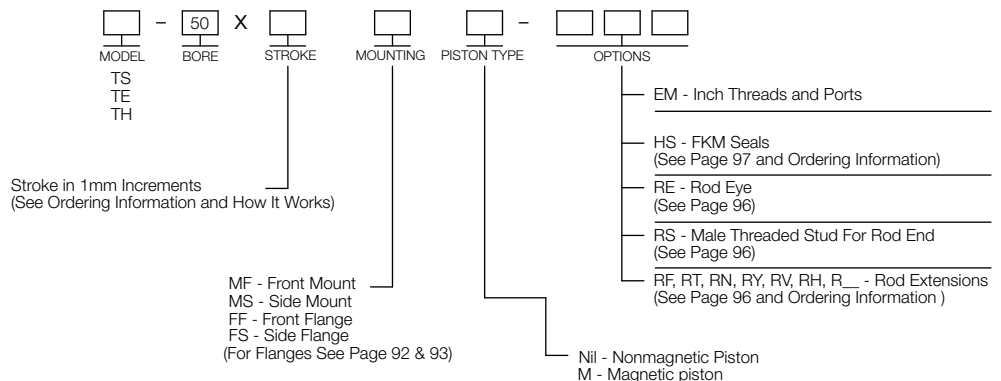 - 50 X -
MODEL BORE STROKE MOUNTING PISTON TYPE OPTIONS
TS
TE
TH
EM - Inch Threads and Ports
HS - FKM Seals
(See Page 97 and Ordering Information)
Stroke in 1mm Increments
(See Ordering Information and How It Works)
RE - Rod Eye
(See Page 96)
RS - Male Threaded Stud For Rod End
(See Page 96)
RF, RT, RN, RY, RV, RH, R__ - Rod Extensions
(See Page 96 and Ordering Information )
MF - Front Mount
MS - Side Mount
FF - Front Flange
FS - Side Flange
(For Flanges See Page 92 & 93)
Nil - Nonmagnetic Piston
M - Magnetic piston